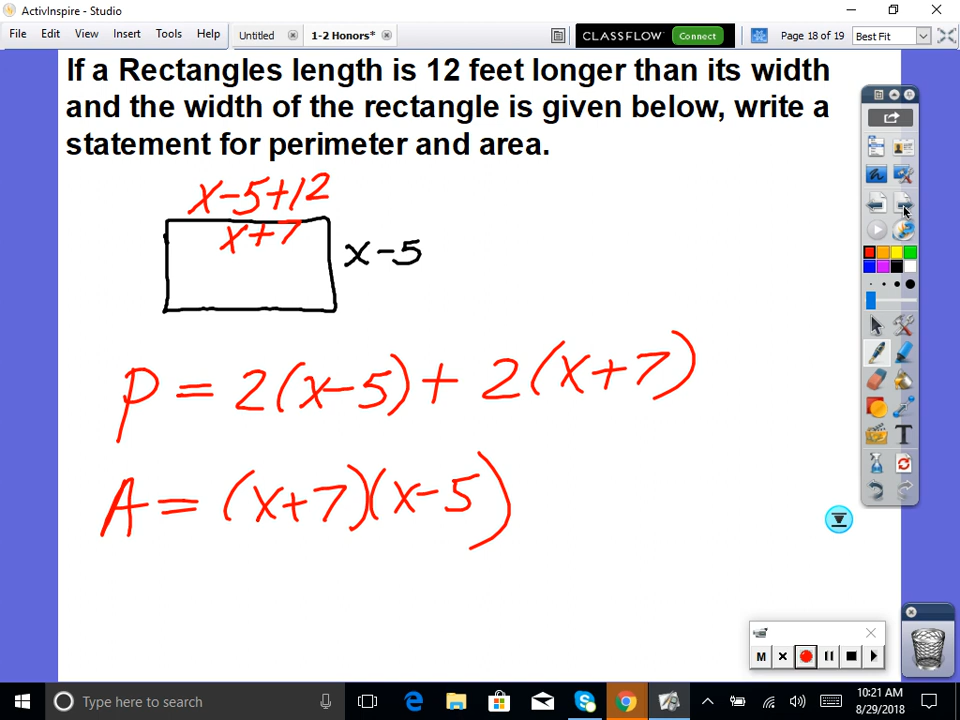 ActivInspire - Studio
File Edit View Insert Tools Help Untitled 1-2 Honors* CLASSFLOW Connect Page 18 of 19 Best Fit
If a Rectangles length is 12 feet longer than its width
and the width of the rectangle is given below, write a
statement for perimeter and area.
x-5+12
x+7
x-5
P = 2(x-5) + 2(x+7)
A = (x+7)(x-5)
T
M
Type here to search
10:21 AM
8/29/2018